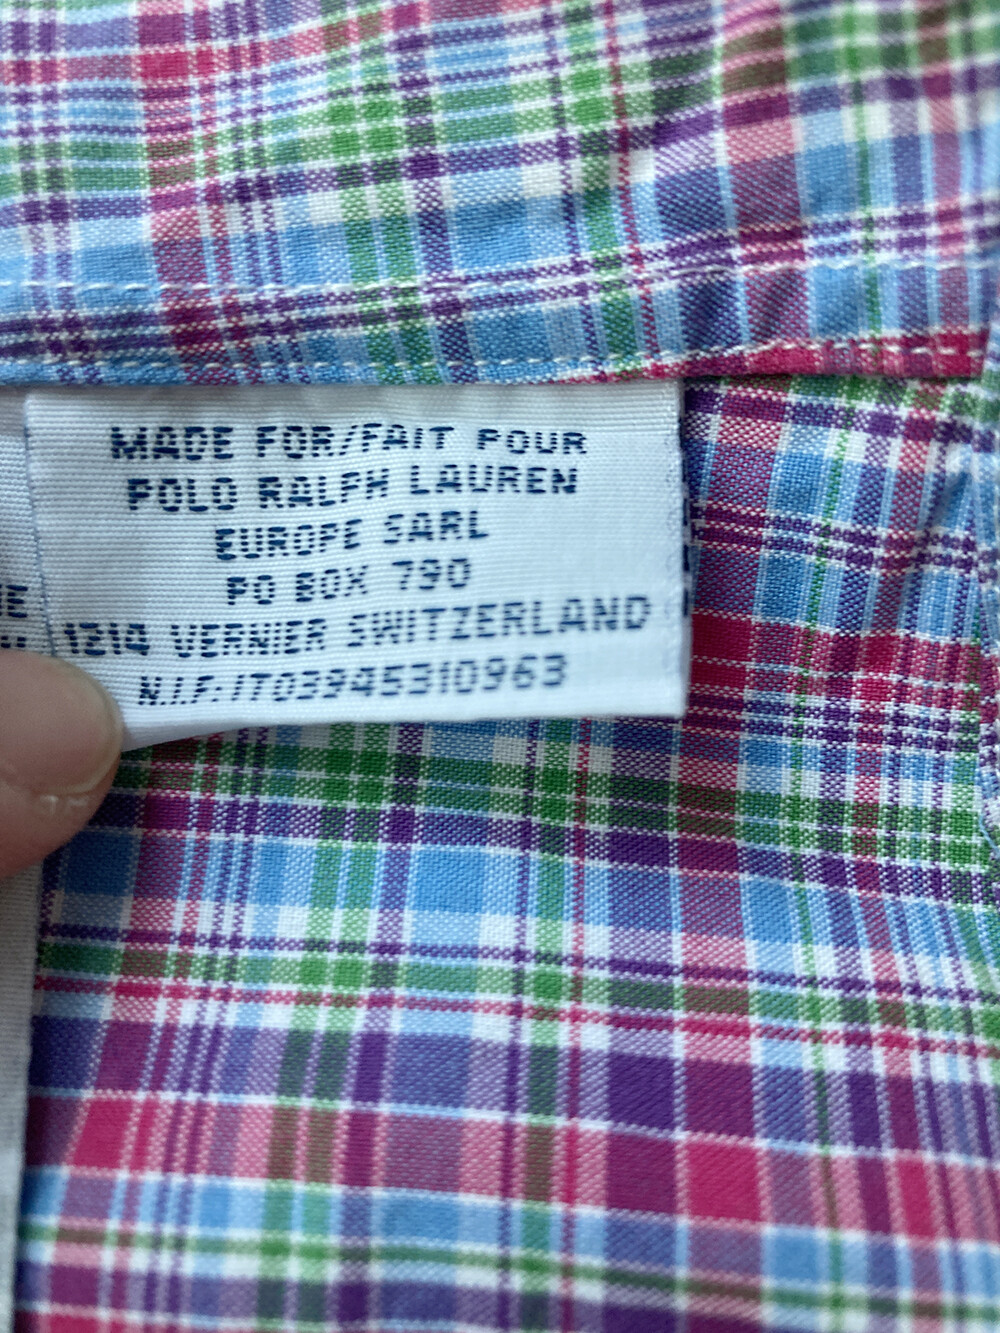 MADE FOR/FAIT POUR
POLO RALPH LAUREN
EUROPE SARL
PO BOX 790
1214 VERNIER SWITZERLAND
N.I.F: IT03945310963